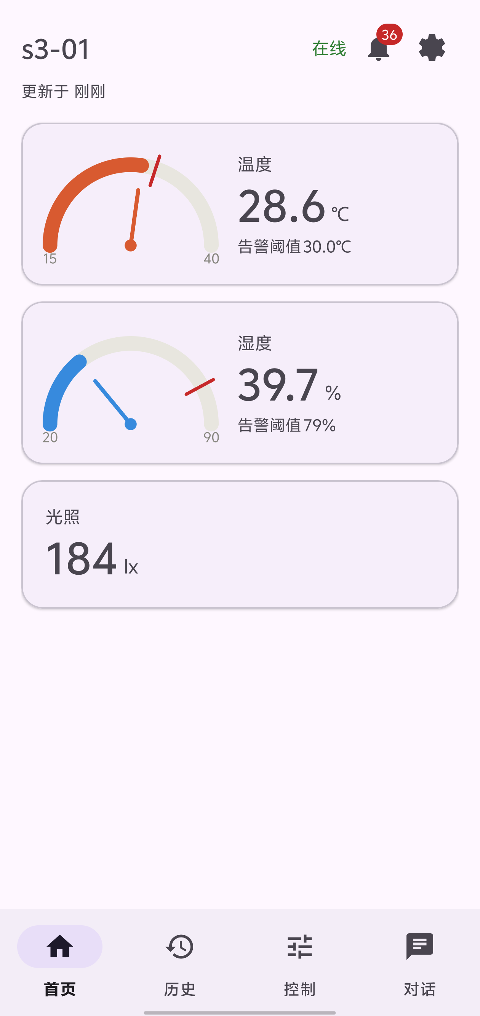 s3-01
在线
36
更新于 刚刚
温度
28.6 ℃
告警阈值30.0℃
15
40
湿度
39.7 %
告警阈值79%
20
90
光照
184 lx
首页
历史
控制
对话